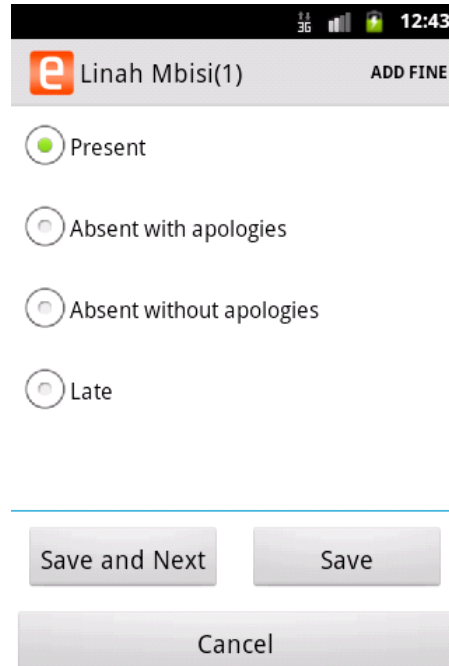 3G 12:43
e Linah Mbisi(1) ADD FINE
Present
Absent with apologies
Absent without apologies
Late
Save and Next Save
Cancel